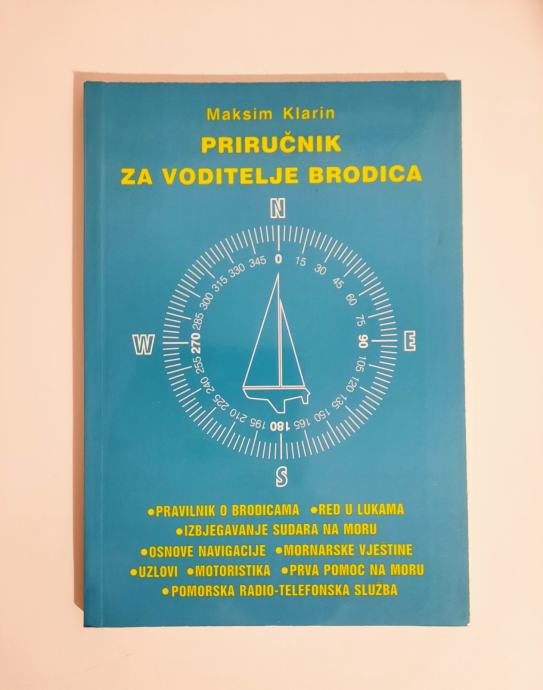 Maksim Klarin
PRIRUČNIK
ZA VODITELJE BRODICA
N
345 0 15
330 30
315 45
300 60
285 75
W 270 90 E
255 105
240 120
225 135
210 150
195 180 165
S
•PRAVILNIK O BRODICAMA •RED U LUKAMA
•IZBJEGAVANJE SUDARA NA MORU
•OSNOVE NAVIGACIJE •MORNARSKE VJEŠTINE
•UZLOVI •MOTORISTIKA •PRVA POMOĆ NA MORU
•POMORSKA RADIO-TELEFONSKA SLUŽBA